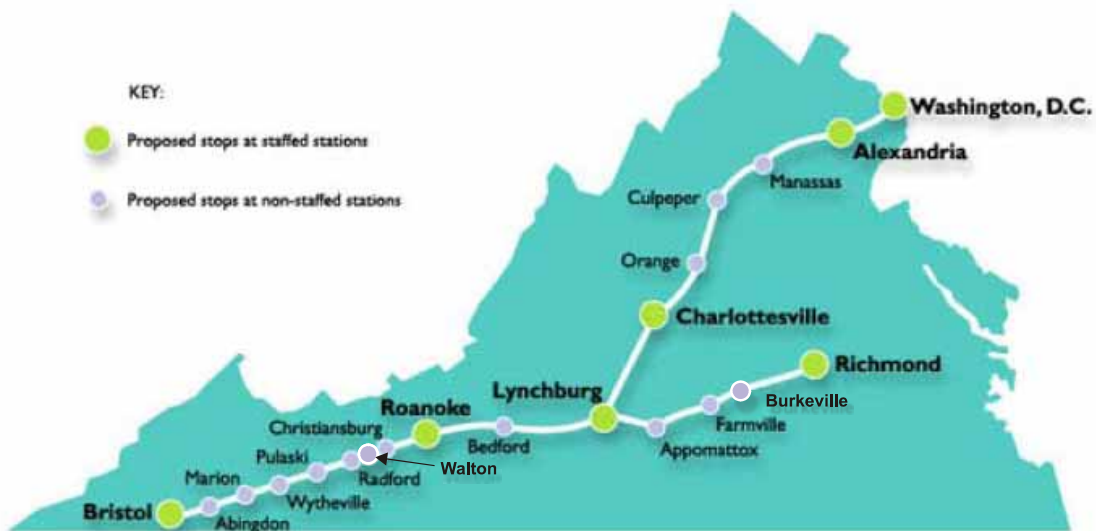 KEY:
Proposed stops at staffed stations
Proposed stops at non-staffed stations
Washington, D.C.
Alexandria
Manassas
Culpeper
Orange
Charlottesville
Richmond
Burkeville
Farmville
Appomattox
Lynchburg
Bedford
Roanoke
Christiansburg
Walton
Radford
Pulaski
Wytheville
Marion
Abingdon
Bristol